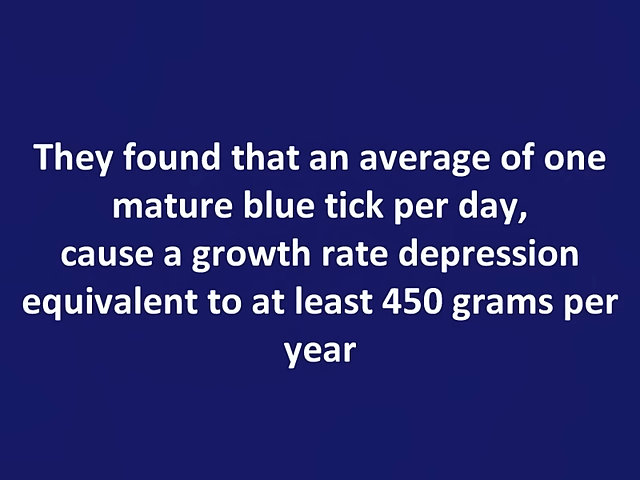 They found that an average of one
mature blue tick per day,
cause a growth rate depression
equivalent to at least 450 grams per
year